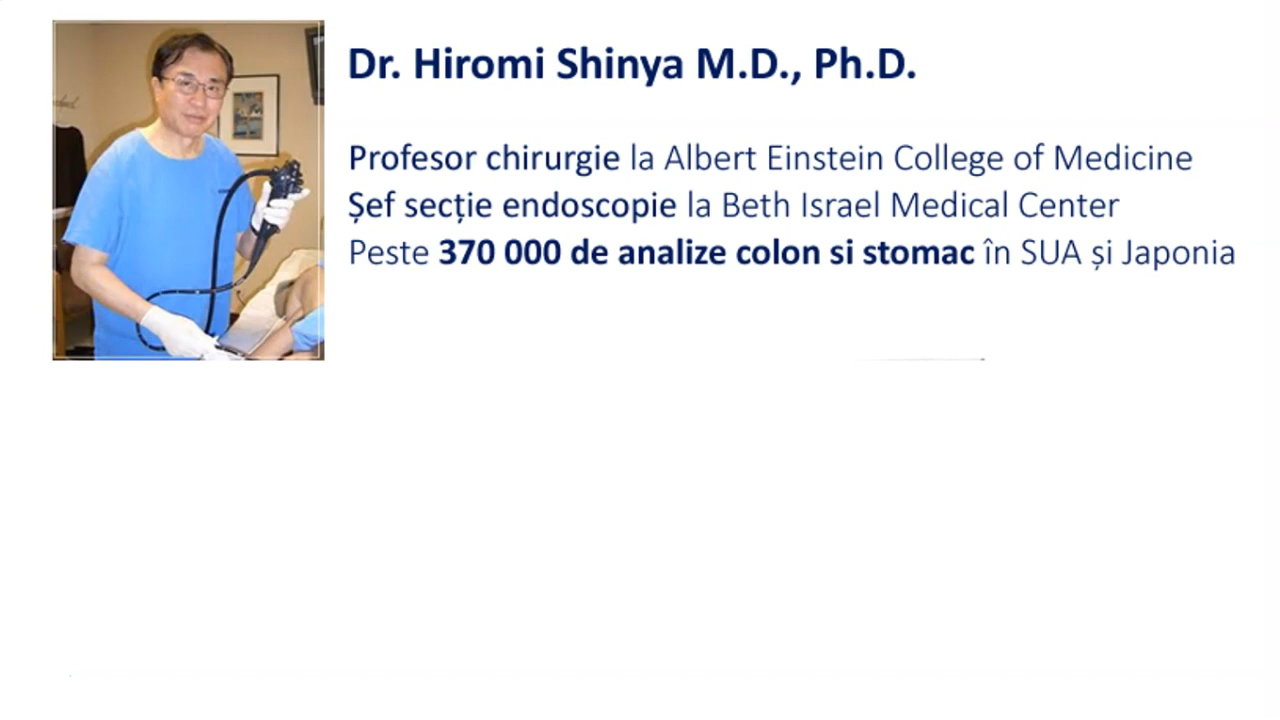 Dr. Hiromi Shinya M.D., Ph.D.
Profesor chirurgie la Albert Einstein College of Medicine
Șef secție endoscopie la Beth Israel Medical Center
Peste 370 000 de analize colon si stomac în SUA și Japonia